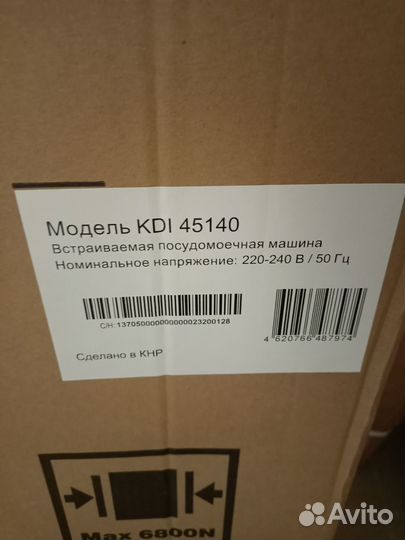 Модель KDI 45140
Встраиваемая посудомоечная машина
Номинальное напряжение: 220-240 В / 50 Гц
С/Н: 13705000000000023200128
4 620766 487974
Сделано в КНР
Max 6800N
Avito